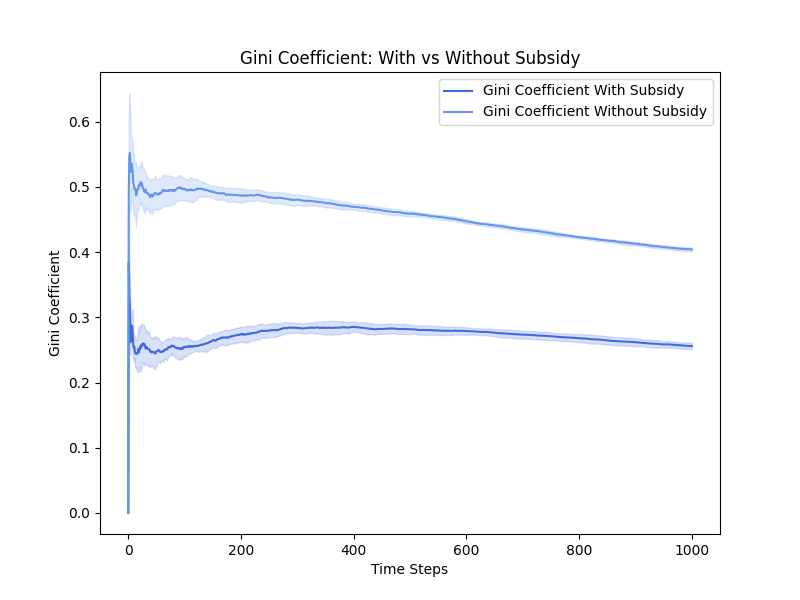 Gini Coefficient: With vs Without Subsidy
Gini Coefficient With Subsidy
Gini Coefficient Without Subsidy
Gini Coefficient
0.6
0.5
0.4
0.3
0.2
0.1
0.0
0 200 400 600 800 1000
Time Steps